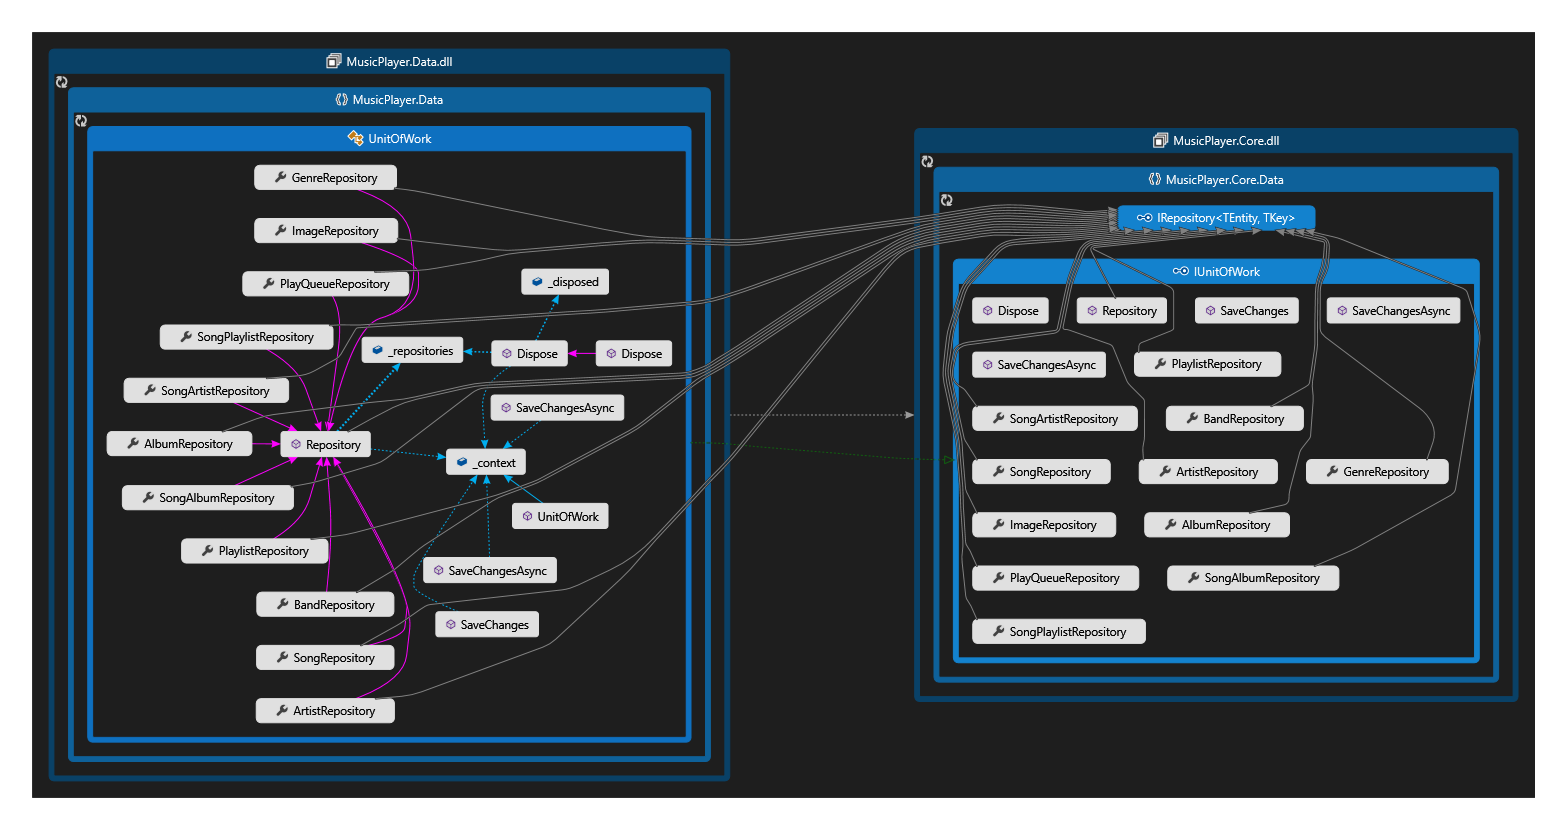 MusicPlayer.Data.dll
MusicPlayer.Data
UnitOfWork
GenreRepository
ImageRepository
PlayQueueRepository
_disposed
SongPlaylistRepository
_repositories
Dispose
Dispose
SongArtistRepository
SaveChangesAsync
AlbumRepository
Repository
_context
SongAlbumRepository
UnitOfWork
PlaylistRepository
SaveChangesAsync
BandRepository
SaveChanges
SongRepository
ArtistRepository
MusicPlayer.Core.dll
MusicPlayer.Core.Data
IRepository<TEntity, TKey>
IUnitOfWork
Dispose
Repository
SaveChanges
SaveChangesAsync
SaveChangesAsync
PlaylistRepository
SongArtistRepository
BandRepository
SongRepository
ArtistRepository
GenreRepository
ImageRepository
AlbumRepository
PlayQueueRepository
SongAlbumRepository
SongPlaylistRepository